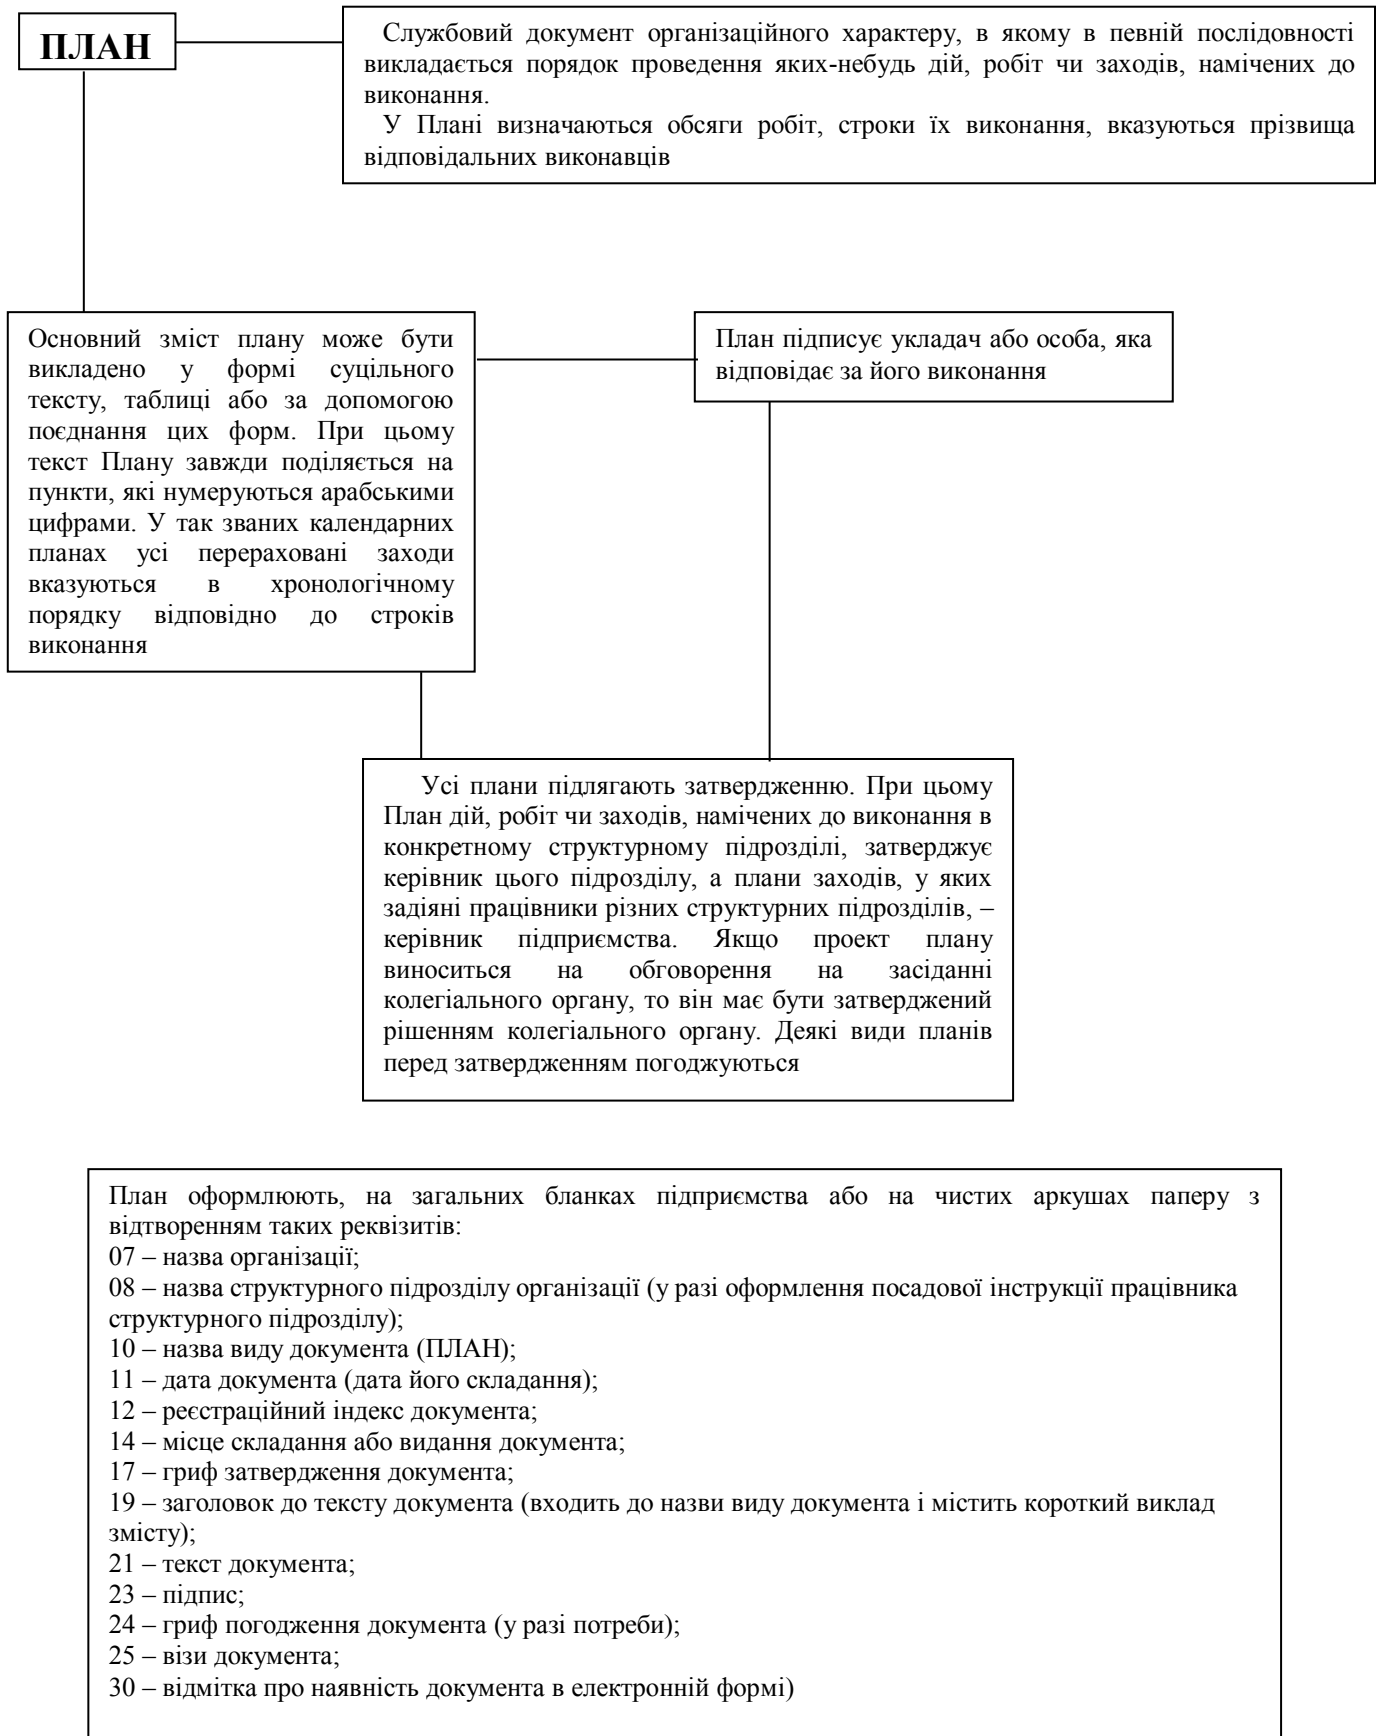 ПЛАН
Службовий документ організаційного характеру, в якому в певній послідовності
викладається порядок проведення яких-небудь дій, робіт чи заходів, намічених до
виконання.
У Плані визначаються обсяги робіт, строки їх виконання, вказуються прізвища
відповідальних виконавців
Основний зміст плану може бути
викладено у формі суцільного
тексту, таблиці або за допомогою
поєднання цих форм. При цьому
текст Плану завжди поділяється на
пункти, які нумеруються арабськими
цифрами. У так званих календарних
планах усі перераховані заходи
вказуються в хронологічному
порядку відповідно до строків
виконання
План підписує укладач або особа, яка
відповідає за його виконання
Усі плани підлягають затвердженню. При цьому
План дій, робіт чи заходів, намічених до виконання в
конкретному структурному підрозділі, затверджує
керівник цього підрозділу, а плани заходів, у яких
задіяні працівники різних структурних підрозділів, –
керівник підприємства. Якщо проект плану
виноситься на обговорення на засіданні
колегіального органу, то він має бути затверджений
рішенням колегіального органу. Деякі види планів
перед затвердженням погоджуються
План оформлюють, на загальних бланках підприємства або на чистих аркушах паперу з
відтворенням таких реквізитів:
07 – назва організації;
08 – назва структурного підрозділу організації (у разі оформлення посадової інструкції працівника
структурного підрозділу);
10 – назва виду документа (ПЛАН);
11 – дата документа (дата його складання);
12 – реєстраційний індекс документа;
14 – місце складання або видання документа;
17 – гриф затвердження документа;
19 – заголовок до тексту документа (входить до назви виду документа і містить короткий виклад
змісту);
21 – текст документа;
23 – підпис;
24 – гриф погодження документа (у разі потреби);
25 – візи документа;
30 – відмітка про наявність документа в електронній формі)